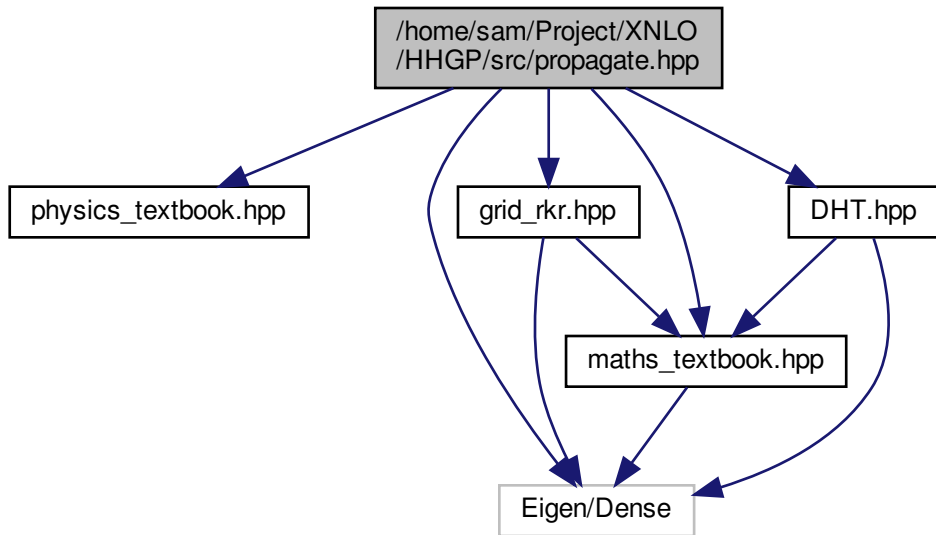 /home/sam/Project/XNLO
/HHGP/src/propagate.hpp
physics_textbook.hpp
grid_rkr.hpp
DHT.hpp
maths_textbook.hpp
Eigen/Dense